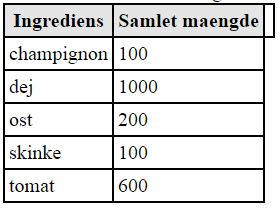 Ingrediens Samlet maengde
champignon 100
dej 1000
ost 200
skinke 100
tomat 600